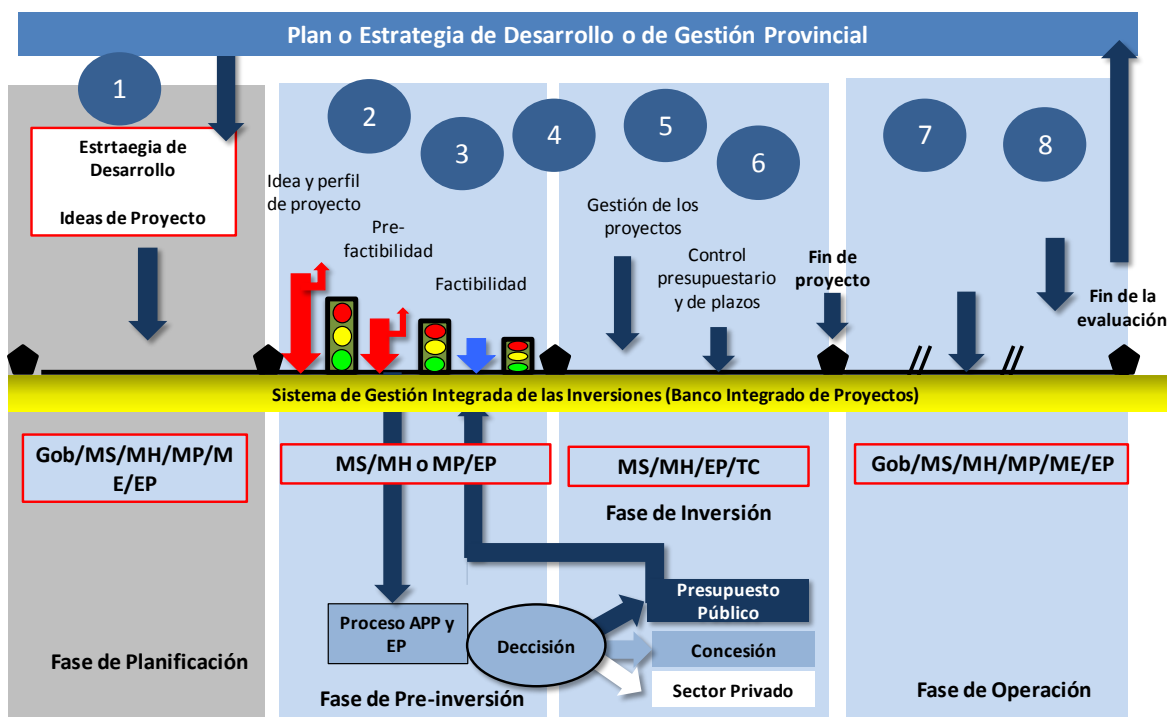 Plan o Estrategia de Desarrollo o de Gestión Provincial
1
2
3
4
5
6
7
8
Estrtaegia de
Desarrollo
Ideas de Proyecto
Idea y perfil
de proyecto
Pre-
factibilidad
Factibilidad
Gestión de los
proyectos
Control
presupuestario
y de plazos
Fin de
proyecto
Fin de la
evaluación
Sistema de Gestión Integrada de las Inversiones (Banco Integrado de Proyectos)
Gob/MS/MH/MP/M
E/EP
MS/MH o MP/EP
MS/MH/EP/TC
Gob/MS/MH/MP/ME/EP
Fase de Inversión
Proceso APP y
EP
Deccisión
Presupuesto
Público
Concesión
Sector Privado
Fase de Planificación
Fase de Pre-inversión
Fase de Operación